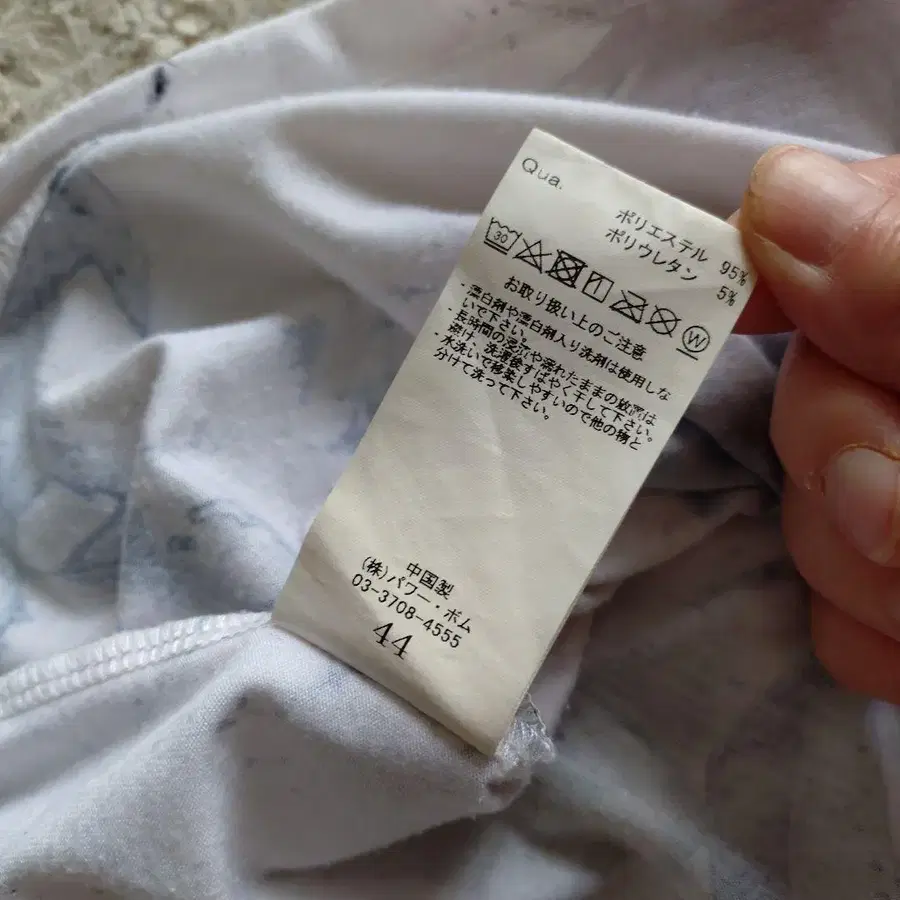 Qua.
ポリエステル 95%
ポリウレタン 5%
30
W
お取り扱い上のご注意
・漂白剤や漂白剤入り洗剤は使用しな
いで下さい。
・長時間の浸沉や濡れたままの放置は
避け、洗濯後すばやく干して下さい。
・水洗いで移染しやすいので他の物と
分けて洗って下さい。
中国製
(株)パワー・ボム
03-3708-4555
44